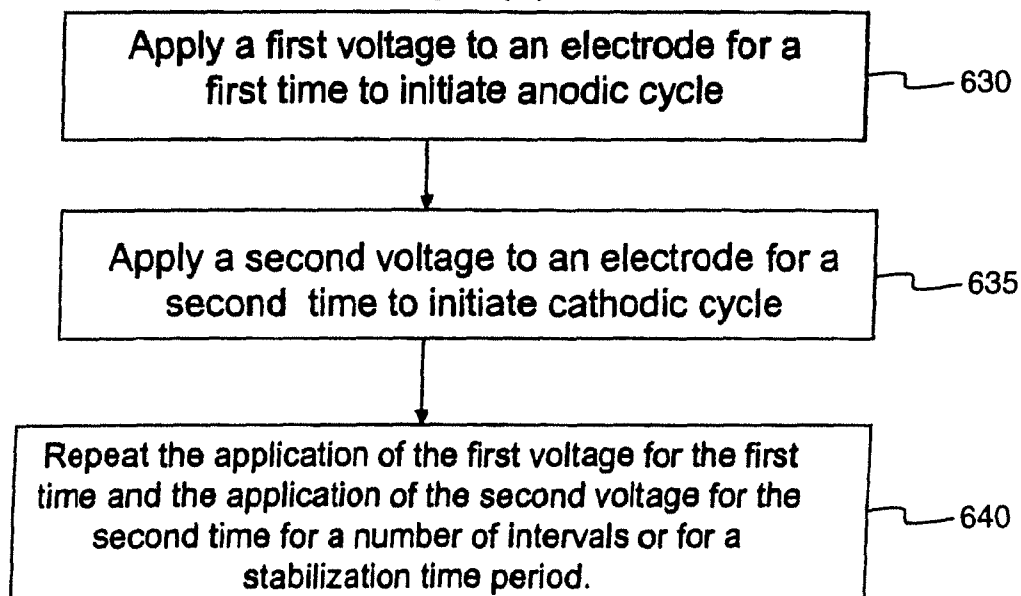 Apply a first voltage to an electrode for a
first time to initiate anodic cycle
630
Apply a second voltage to an electrode for a
second time to initiate cathodic cycle
635
Repeat the application of the first voltage for the first
time and the application of the second voltage for the
second time for a number of intervals or for a
stabilization time period.
640